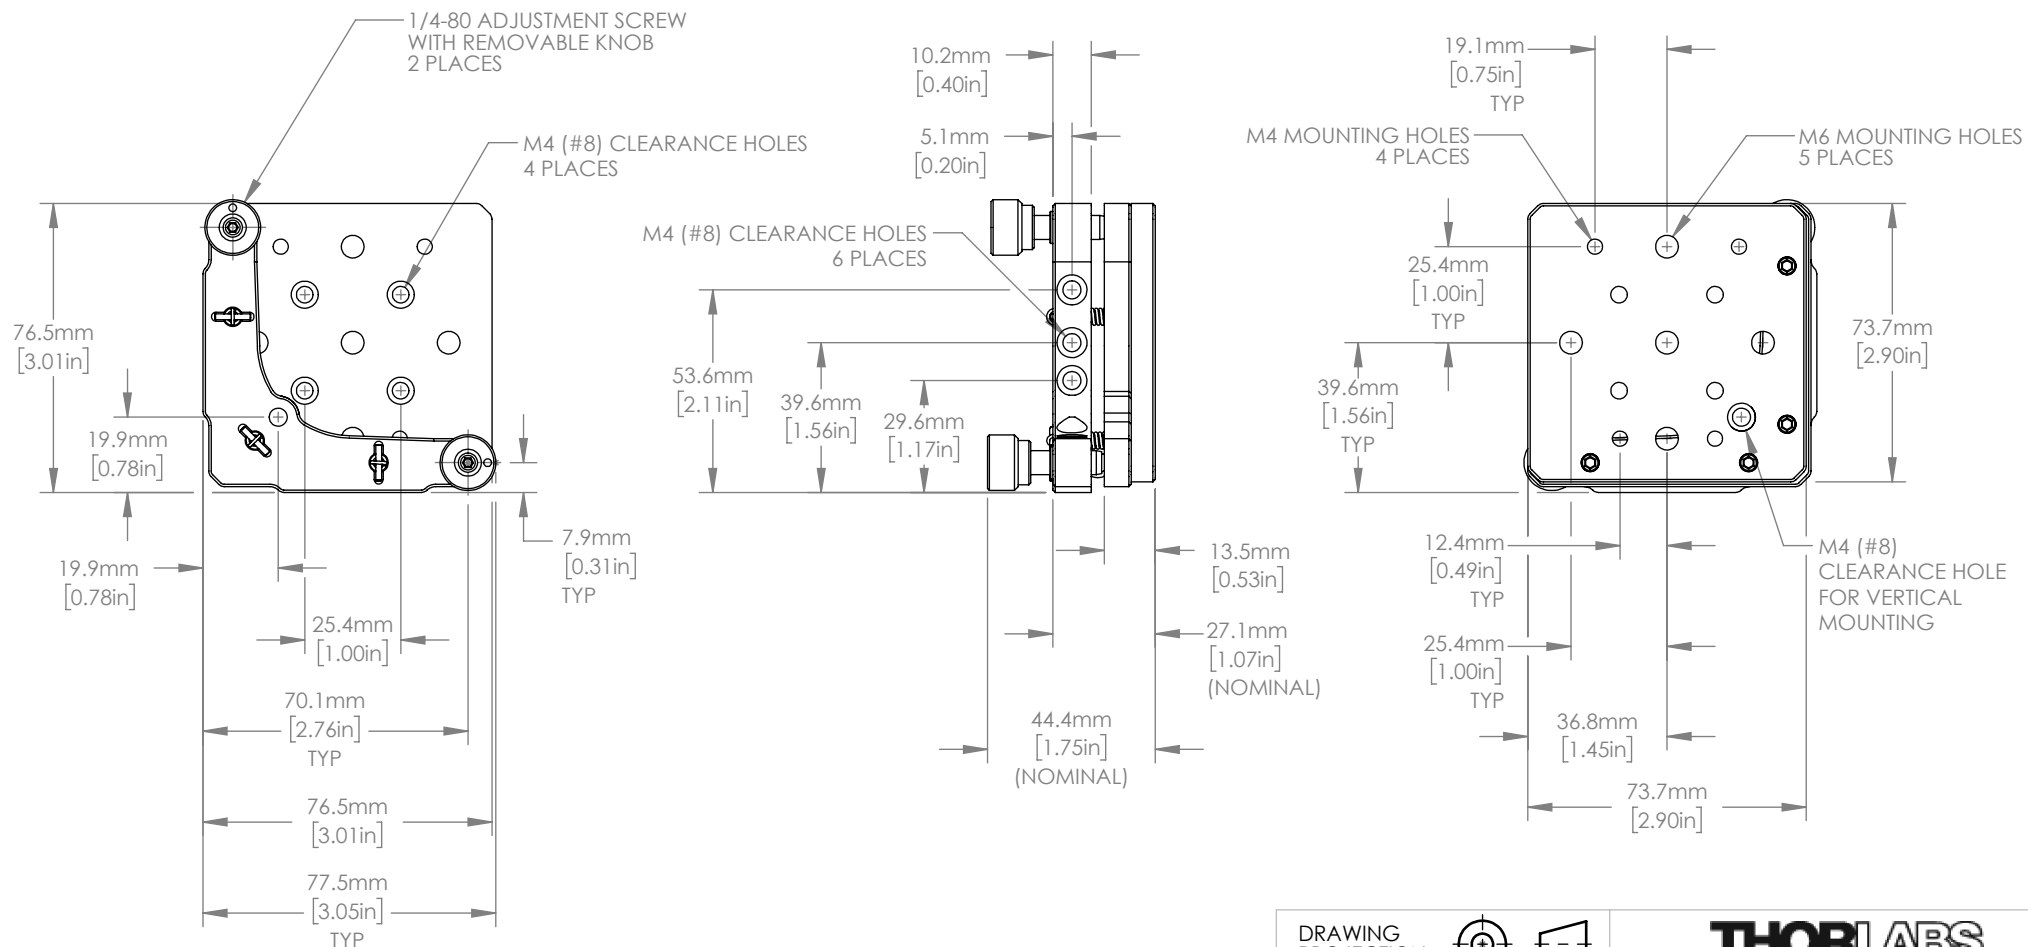 1/4-80 ADJUSTMENT SCREW
WITH REMOVABLE KNOB
2 PLACES
M4 (#8) CLEARANCE HOLES
4 PLACES
76.5mm
[3.01in]
19.9mm
[0.78in]
19.9mm
[0.78in]
7.9mm
[0.31in]
TYP
25.4mm
[1.00in]
70.1mm
[2.76in]
TYP
76.5mm
[3.01in]
77.5mm
[3.05in]
TYP
10.2mm
[0.40in]
5.1mm
[0.20in]
M4 (#8) CLEARANCE HOLES
6 PLACES
53.6mm
[2.11in]
39.6mm
[1.56in]
29.6mm
[1.17in]
13.5mm
[0.53in]
27.1mm
[1.07in]
(NOMINAL)
44.4mm
[1.75in]
(NOMINAL)
19.1mm
[0.75in]
TYP
M4 MOUNTING HOLES
4 PLACES
M6 MOUNTING HOLES
5 PLACES
25.4mm
[1.00in]
TYP
39.6mm
[1.56in]
TYP
73.7mm
[2.90in]
12.4mm
[0.49in]
TYP
25.4mm
[1.00in]
TYP
36.8mm
[1.45in]
73.7mm
[2.90in]
M4 (#8)
CLEARANCE HOLE
FOR VERTICAL
MOUNTING
DRAWING
THORLABS